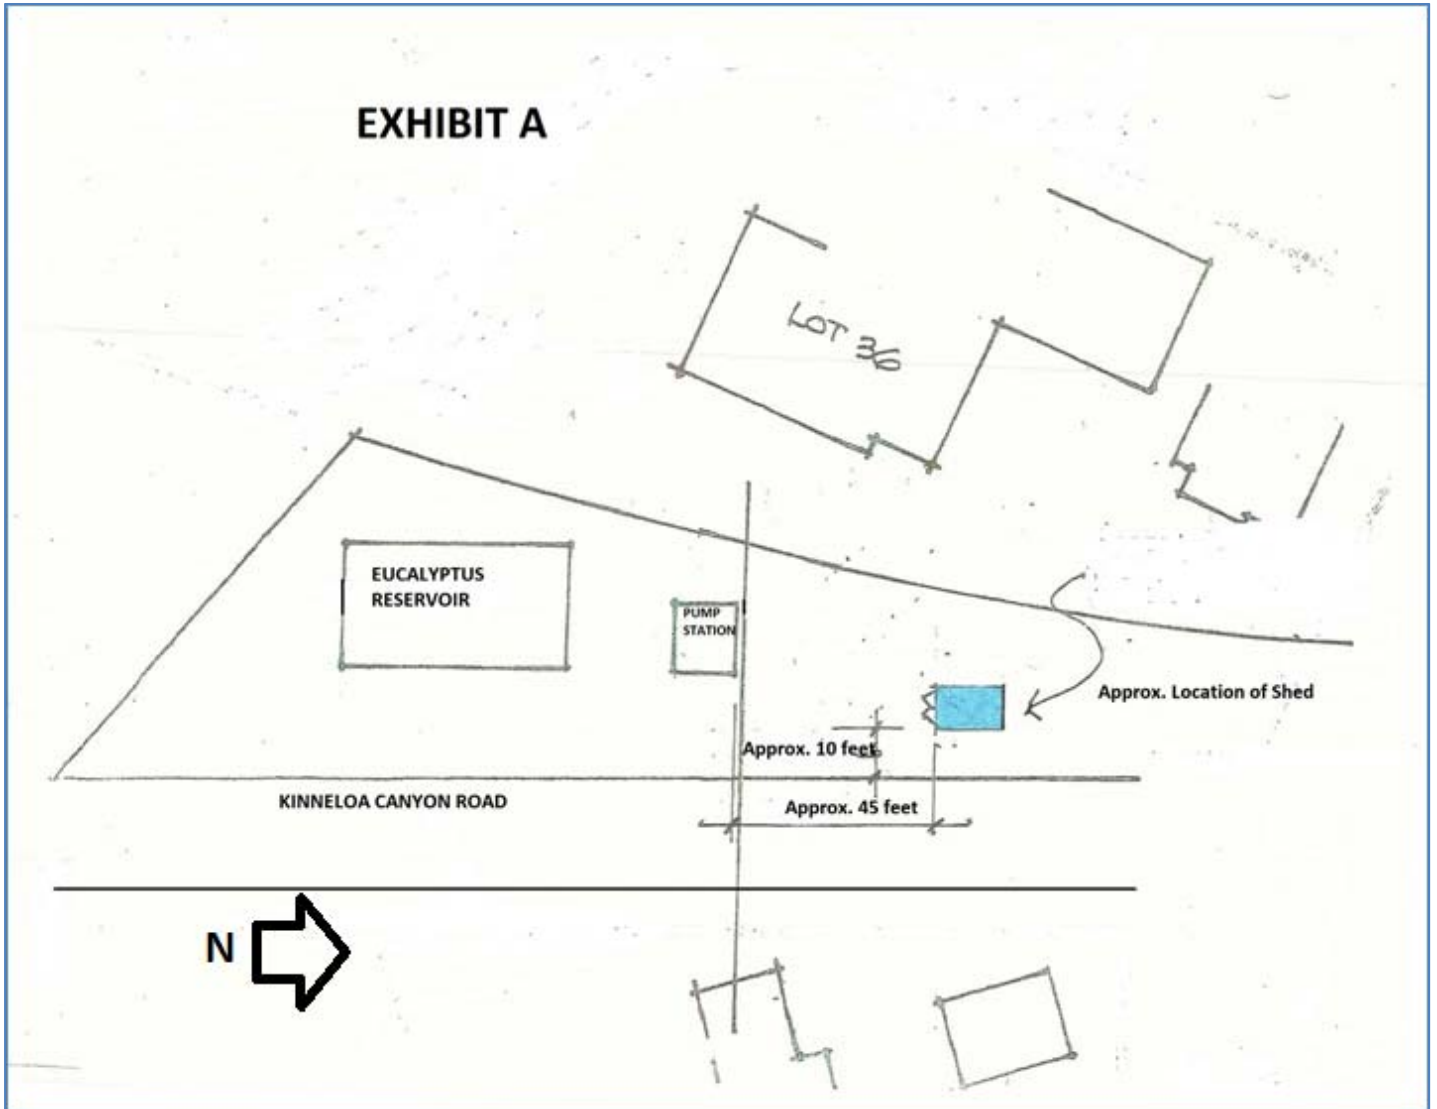 EXHIBIT A
LOT 36
EUCALYPTUS
RESERVOIR
PUMP
STATION
Approx. Location of Shed
Approx. 10 feet
KINNELOA CANYON ROAD
Approx. 45 feet
N